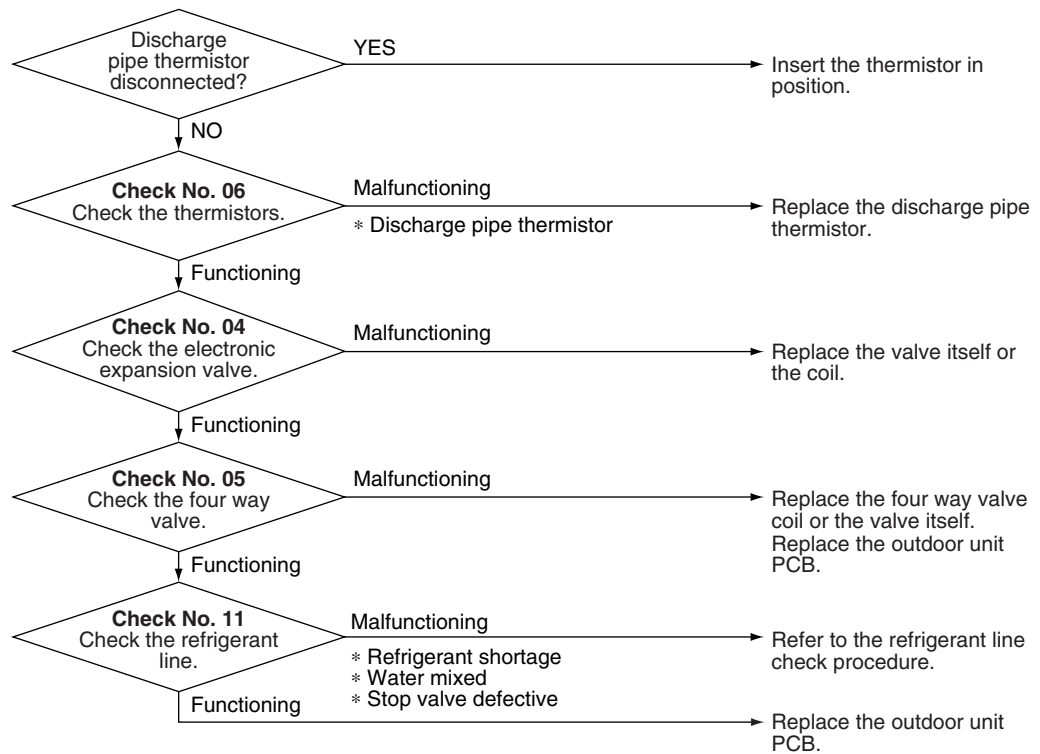 Discharge
pipe thermistor
disconnected?
YES
Insert the thermistor in
position.
NO
Check No. 06
Check the thermistors.
Malfunctioning
* Discharge pipe thermistor
Replace the discharge pipe
thermistor.
Functioning
Check No. 04
Check the electronic
expansion valve.
Malfunctioning
Replace the valve itself or
the coil.
Functioning
Check No. 05
Check the four way
valve.
Malfunctioning
Replace the four way valve
coil or the valve itself.
Replace the outdoor unit
PCB.
Functioning
Check No. 11
Check the refrigerant
line.
Malfunctioning
* Refrigerant shortage
* Water mixed
* Stop valve defective
Refer to the refrigerant line
check procedure.
Functioning
Replace the outdoor unit
PCB.